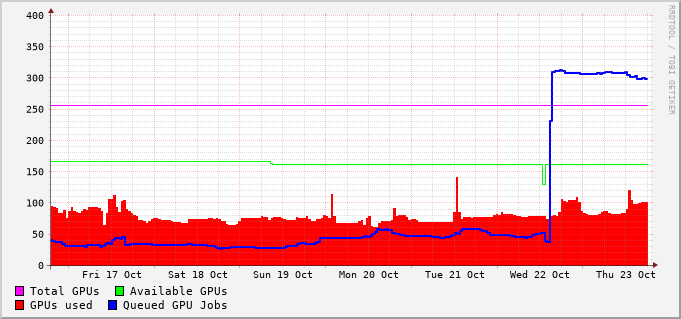 400
350
300
250
200
150
100
50
0
Fri 17 Oct Sat 18 Oct Sun 19 Oct Mon 20 Oct Tue 21 Oct Wed 22 Oct Thu 23 Oct
Total GPUs Available GPUs
GPUs used Queued GPU Jobs
RRDTOOL / TOBI OETIKER